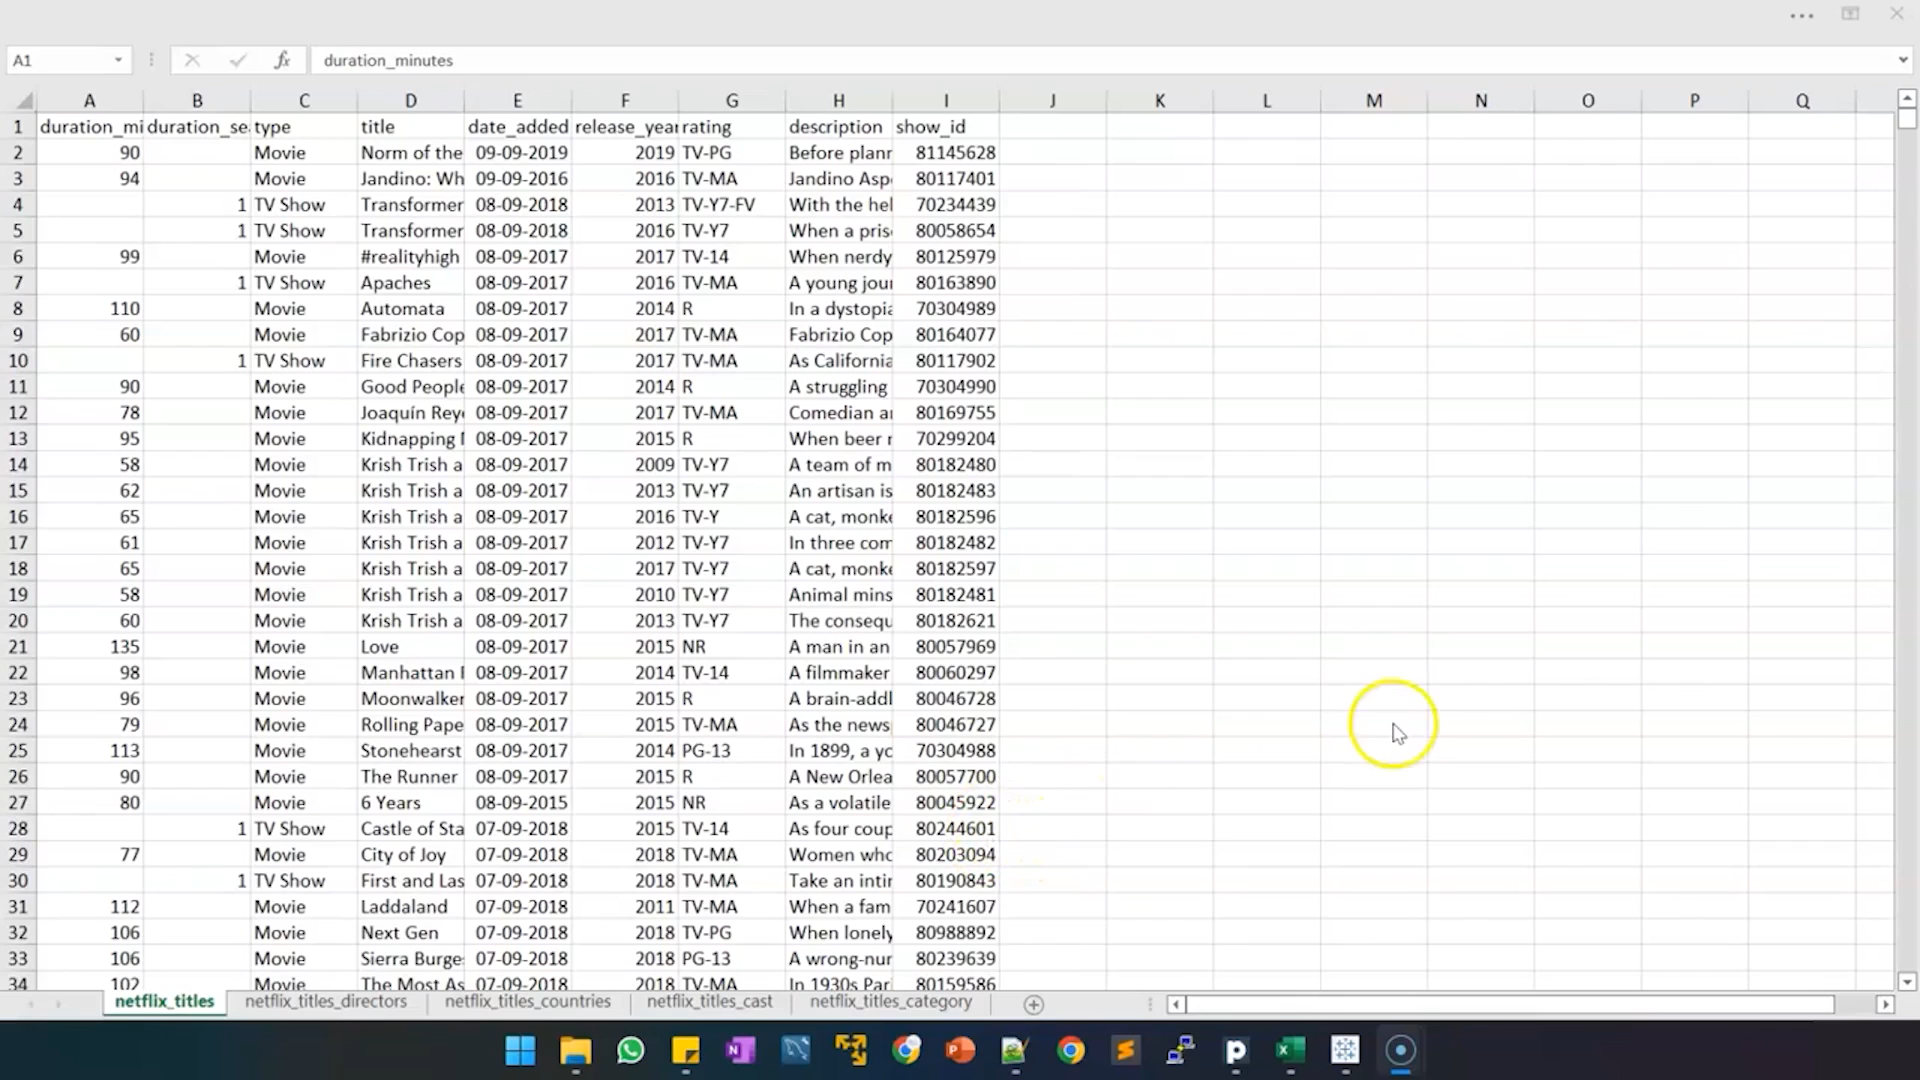 A1 fx duration_minutes
A B C D E F G H I J K L M N O P Q
1 duration_mi duration_se type title date_added release_year rating description show_id
2 90 Movie Norm of the 09-09-2019 2019 TV-PG Before plann 81145628
3 94 Movie Jandino: Wh 09-09-2016 2016 TV-MA Jandino Asp 80117401
4 1 TV Show Transformer 08-09-2018 2013 TV-Y7-FV With the hel 70234439
5 1 TV Show Transformer 08-09-2018 2016 TV-Y7 When a pris 80058654
6 99 Movie #realityhigh 08-09-2017 2017 TV-14 When nerdy 80125979
7 1 TV Show Apaches 08-09-2017 2016 TV-MA A young jour 80163890
8 110 Movie Automata 08-09-2017 2014 R In a dystopia 70304989
9 60 Movie Fabrizio Cop 08-09-2017 2017 TV-MA Fabrizio Cop 80164077
10 1 TV Show Fire Chasers 08-09-2017 2017 TV-MA As California 80117902
11 90 Movie Good People 08-09-2017 2014 R A struggling 70304990
12 78 Movie Joaquín Reye 08-09-2017 2017 TV-MA Comedian a 80169755
13 95 Movie Kidnapping 08-09-2017 2015 R When beer 70299204
14 58 Movie Krish Trish a 08-09-2017 2009 TV-Y7 A team of m 80182480
15 62 Movie Krish Trish a 08-09-2017 2013 TV-Y7 An artisan is 80182483
16 65 Movie Krish Trish a 08-09-2017 2016 TV-Y A cat, monke 80182596
17 61 Movie Krish Trish a 08-09-2017 2012 TV-Y7 In three com 80182482
18 65 Movie Krish Trish a 08-09-2017 2017 TV-Y7 A cat, monke 80182597
19 58 Movie Krish Trish a 08-09-2017 2010 TV-Y7 Animal mins 80182481
20 60 Movie Krish Trish a 08-09-2017 2013 TV-Y7 The consequ 80182621
21 135 Movie Love 08-09-2017 2015 NR A man in an 80057969
22 98 Movie Manhattan 08-09-2017 2014 TV-14 A filmmaker 80060297
23 96 Movie Moonwalker 08-09-2017 2015 R A brain-addl 80046728
24 79 Movie Rolling Pape 08-09-2017 2015 TV-MA As the news 80046727
25 113 Movie Stonehearst 08-09-2017 2014 PG-13 In 1899, a yo 70304988
26 90 Movie The Runner 08-09-2017 2015 R A New Orlea 80057700
27 80 Movie 6 Years 08-09-2015 2015 NR As a volatile 80045922
28 1 TV Show Castle of Sta 07-09-2018 2015 TV-14 As four coup 80244601
29 77 Movie City of Joy 07-09-2018 2018 TV-MA Women who 80203094
30 1 TV Show First and Las 07-09-2018 2018 TV-MA Take an intir 80190843
31 112 Movie Laddaland 07-09-2018 2011 TV-MA When a fam 70241607
32 106 Movie Next Gen 07-09-2018 2018 TV-PG When lonely 80988892
33 106 Movie Sierra Burge 07-09-2018 2018 PG-13 A wrong-nur 80239639
34 102 Movie The Most As 07-09-2018 2018 TV-MA In 1930s Par 80159586
netflix_titles netflix_titles_directors netflix_titles_countries netflix_titles_cast netflix_titles_category